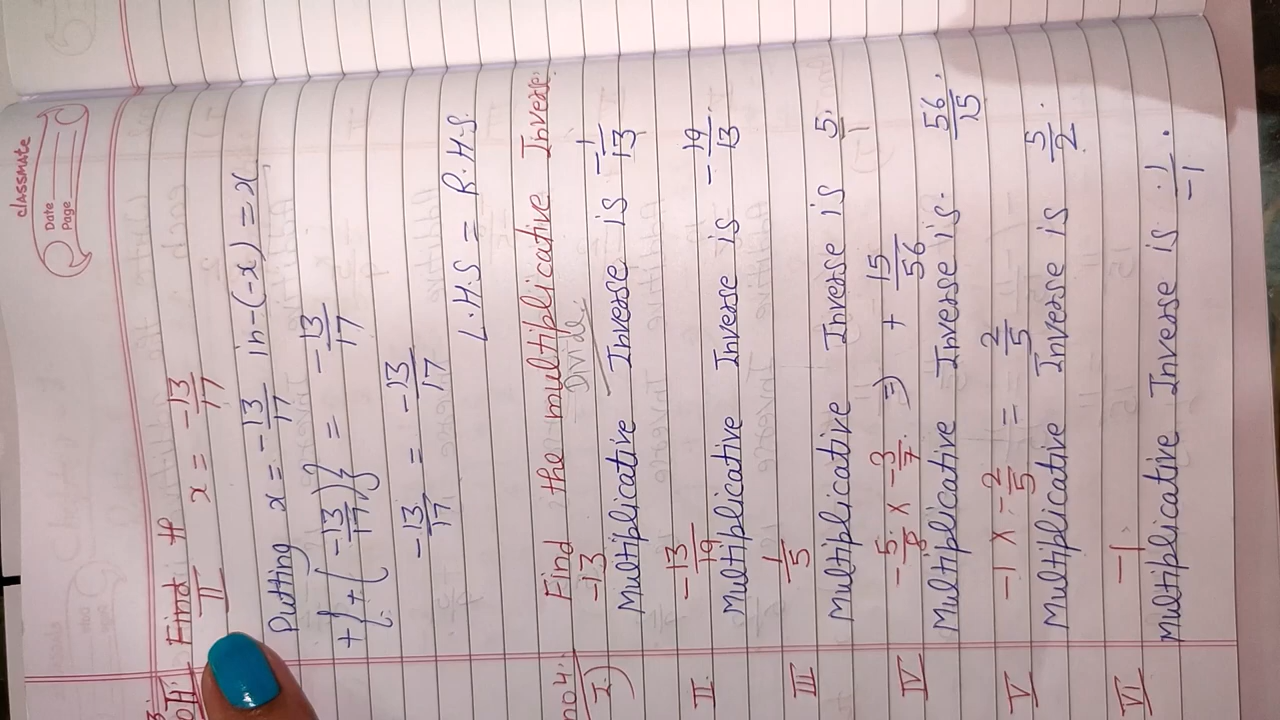 classmate
Date
Page
Find
II x = -13/17
Putting x = -13/17 in -(-x) = x
+{+(-13/17)} = -13/17
-13/17 = -13/17
L.H.S = R.H.S.
no4:. Find the multiplicative Inverse.
I) -13 Divide
Multiplicative Inverse is -1/13
II. -13/19
Multiplicative Inverse is -19/13.
III 1/5
Multiplicative Inverse is 5/1.
IV -5/8 x -3/7. => + 15/56
Multiplicative Inverse is. 56/15.
V -1 x -2/5 = 2/5
Multiplicative Inverse is 5/2.
VI -1
Multiplicative Inverse is 1/-1.